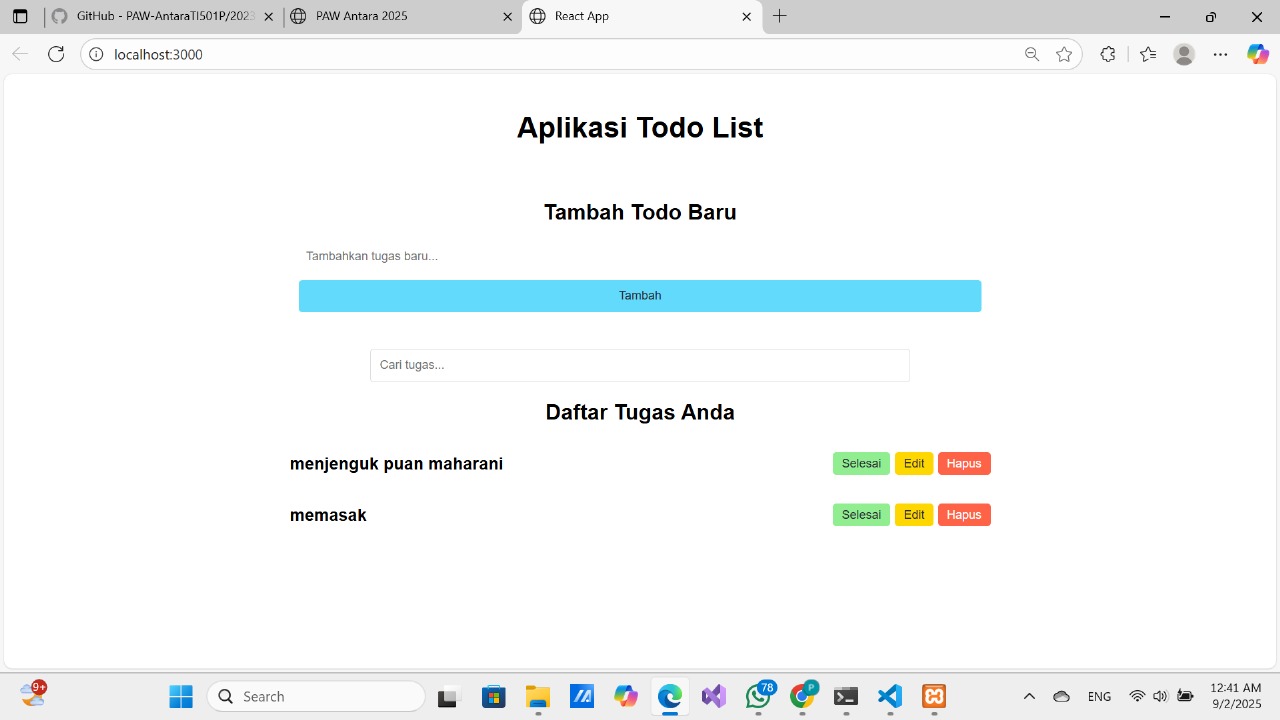 GitHub - PAW-AntaraTI501P/2023
PAW Antara 2025
React App
localhost:3000
Aplikasi Todo List
Tambah Todo Baru
Tambahkan tugas baru...
Tambah
Cari tugas...
Daftar Tugas Anda
menjenguk puan maharani
Selesai Edit Hapus
memasak
Selesai Edit Hapus
9+
Search
78
P
ENG
12:41 AM
9/2/2025